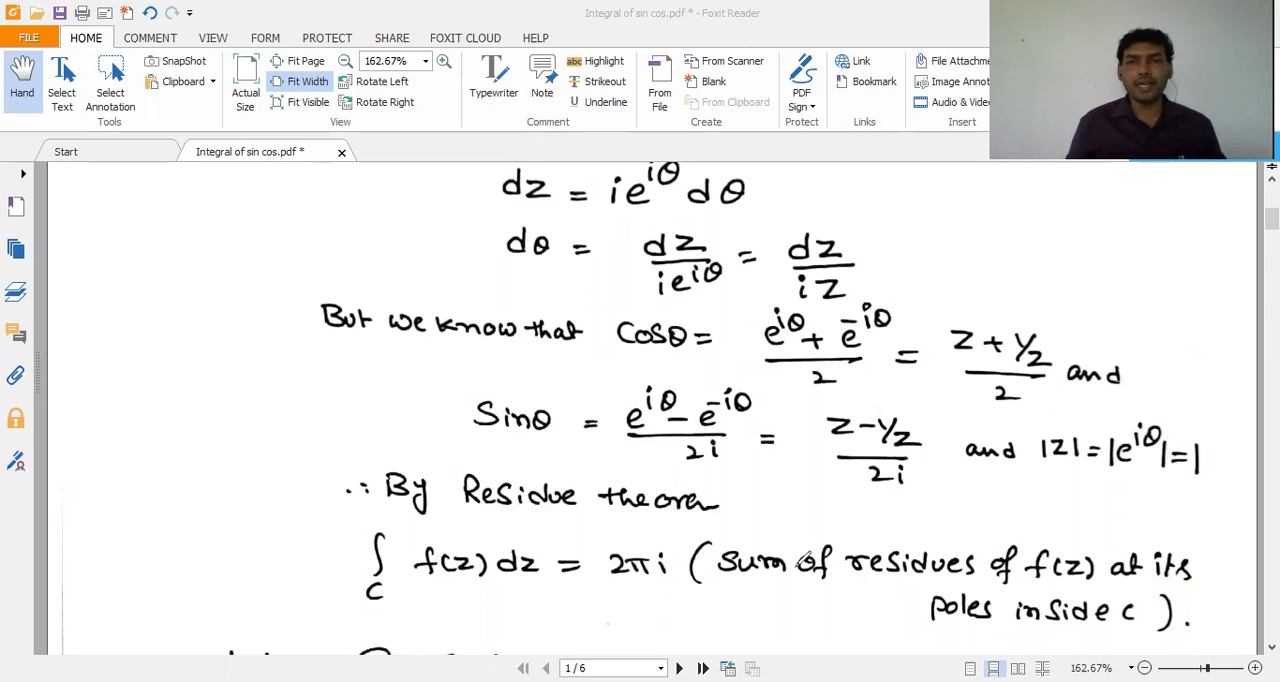 Integral of sin cos.pdf * - Foxit Reader
FILE HOME COMMENT VIEW FORM PROTECT SHARE FOXIT CLOUD HELP
Hand
Select Text
Select Annotation
SnapShot
Clipboard
Tools
Actual Size
Fit Page
Fit Width
Fit Visible
162.67%
Rotate Left
Rotate Right
View
Typewriter
Note
Highlight
Strikeout
Underline
Comment
From File
From Scanner
Blank
From Clipboard
Create
PDF Sign
Protect
Link
Bookmark
Links
File Attachme
Image Annot
Audio & Vide
Insert
Start
Integral of sin cos.pdf *
dz = ie^{iθ} dθ
dθ = dz/ie^{iθ} = dz/iz
But we know that Cosθ = (e^{iθ} + e^{-iθ})/2 = (z + 1/z)/2 and
Sinθ = (e^{iθ} - e^{-iθ})/2i = (z - 1/z)/2i and |z| = |e^{iθ}| = 1
∴ By Residue theorem
∫_C f(z) dz = 2πi (Sum of residues of f(z) at its
poles inside c).
1 / 6
162.67%